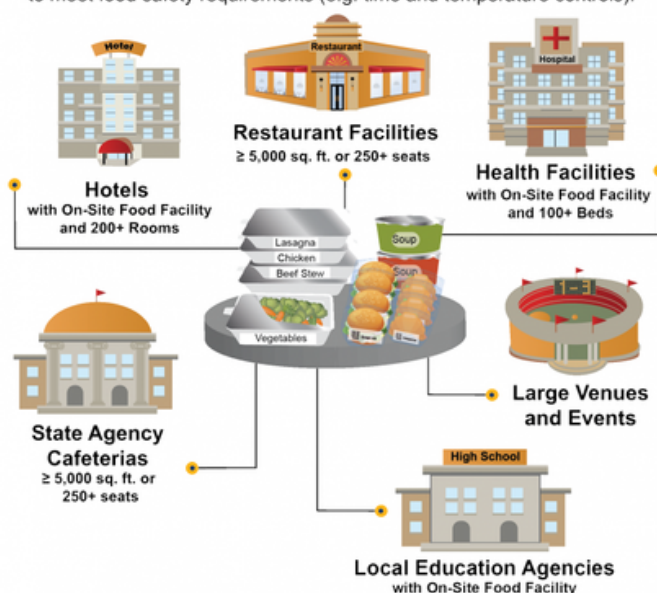 to meet food safety requirements (e.g. time and temperature controls).
Hotel
Restaurant
Hospital
Restaurant Facilities
≥ 5,000 sq. ft. or 250+ seats
Hotels
with On-Site Food Facility
and 200+ Rooms
Health Facilities
with On-Site Food Facility
and 100+ Beds
Lasagna
Chicken
Beef Stew
Vegetables
Soup
Soup
1-3
Large Venues
and Events
State Agency
Cafeterias
≥ 5,000 sq. ft. or
250+ seats
High School
Local Education Agencies
with On-Site Food Facility